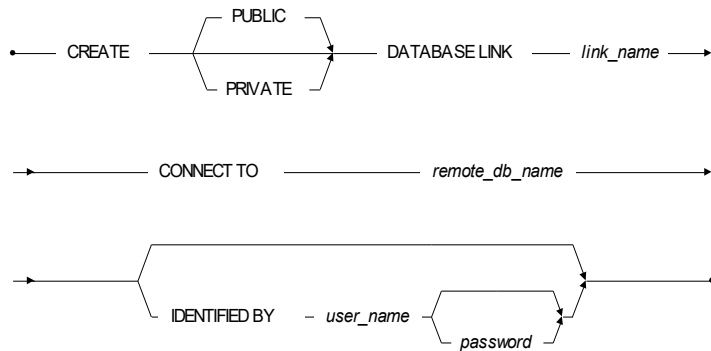 PUBLIC
CREATE DATABASE LINK link_name
PRIVATE
CONNECT TO remote_db_name
IDENTIFIED BY user_name
password